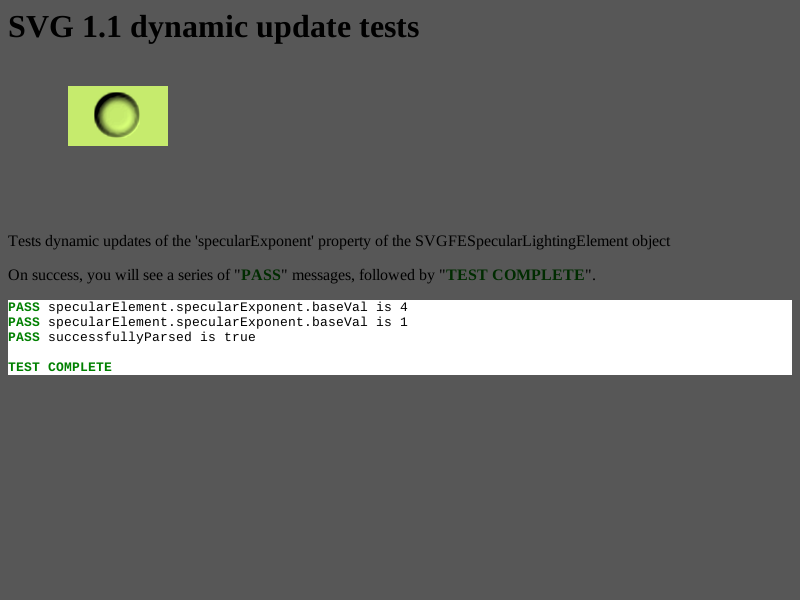 SVG 1.1 dynamic update tests
Tests dynamic updates of the 'specularExponent' property of the SVGFESpecularLightingElement object
On success, you will see a series of "PASS" messages, followed by "TEST COMPLETE".
PASS specularElement.specularExponent.baseVal is 4
PASS specularElement.specularExponent.baseVal is 1
PASS successfullyParsed is true
TEST COMPLETE